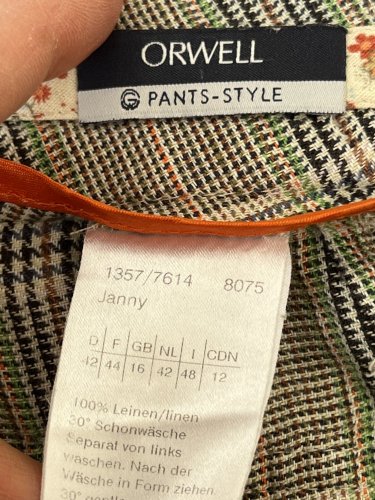 ORWELL
G PANTS-STYLE
1357/7614 8075
Janny
D F GB NL I CDN
42 44 16 42 48 12
100% Leinen/linen
30° Schonwäsche
Separat von links
waschen. Nach der
Wäsche in Form ziehen.